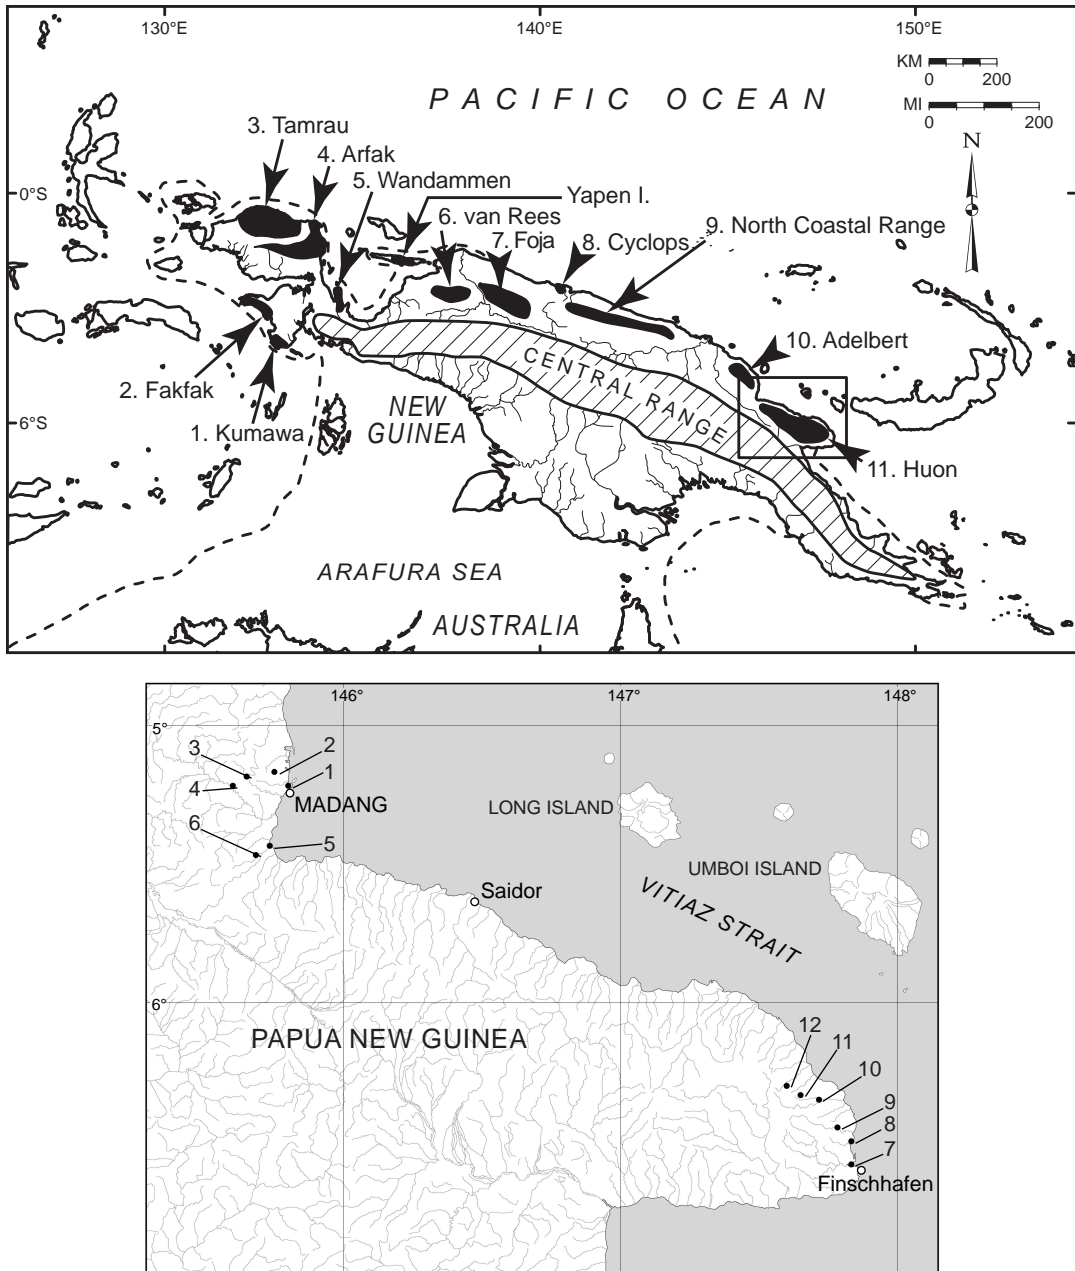 130°E
140°E
150°E
KM
0
200
MI
0
200
N
PACIFIC OCEAN
3. Tamrau
4. Arfak
5. Wandammen
Yapen I.
6. van Rees
7. Foja
8. Cyclops
9. North Coastal Range
0°S
10. Adelbert
2. Fakfak
1. Kumawa
CENTRAL RANGE
NEW
GUINEA
6°S
11. Huon
ARAFURA SEA
AUSTRALIA
146°
147°
148°
5°
3
2
4
1
MADANG
LONG ISLAND
6
5
UMBOI ISLAND
Saidor
VITIAZ STRAIT
6°
PAPUA NEW GUINEA
12
11
10
9
8
7
Finschhafen